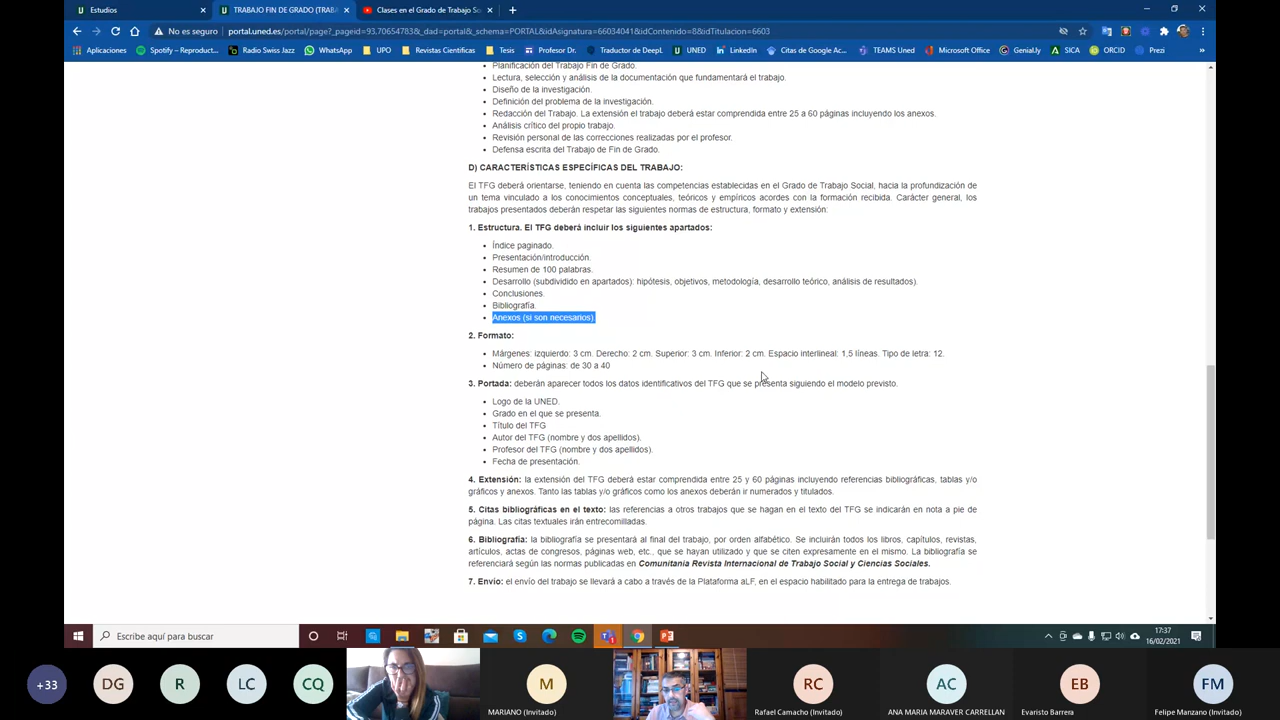 Estudios
TRABAJO FIN DE GRADO (TRABA
Clases en el Grado de Trabajo So
No es seguro | portal.uned.es/portal/page?_pageid=93,70654783&_dad=portal&_schema=PORTAL&idAsignatura=66034041&idContenido=8&idTitulacion=6603
Aplicaciones
Spotify – Reproduct...
Radio Swiss Jazz
WhatsApp
UPO
Revistas Cientificas
Tesis
Dr. Prous
Traductor de DeepL
UNED
LinkedIn
Citas de Google Ac...
TEAMS Uned
Microsoft Office
Genial.ly
SICA
ORCID
Prezi
»
Planificación del Trabajo Fin de Grado.
Lectura, selección y análisis de la documentación que fundamentará el trabajo.
Diseño de la investigación.
Definición del problema de la investigación.
Redacción del Trabajo. La extensión el trabajo deberá estar comprendida entre 25 a 60 páginas incluyendo los anexos.
Análisis crítico del propio trabajo.
Revisión personal de las correcciones realizadas por el profesor.
Defensa escrita del Trabajo de Fin de Grado.
D) CARACTERÍSTICAS ESPECÍFICAS DEL TRABAJO:
El TFG deberá orientarse, teniendo en cuenta las competencias establecidas en el Grado de Trabajo Social, hacia la profundización de
un tema vinculado a los conocimientos conceptuales, teóricos y empíricos acordes con la formación recibida. Carácter general, los
trabajos presentados deberán respetar las siguientes normas de estructura, formato y extensión:
1. Estructura. El TFG deberá incluir los siguientes apartados:
Índice paginado.
Presentación/introducción.
Resumen de 100 palabras.
Desarrollo (subdividido en apartados): hipótesis, objetivos, metodología, desarrollo teórico, análisis de resultados).
Conclusiones.
Bibliografía.
Anexos (si son necesarios)
2. Formato:
Márgenes: izquierdo: 3 cm. Derecho: 2 cm. Superior: 3 cm. Inferior: 2 cm. Espacio interlineal: 1,5 líneas. Tipo de letra: 12.
Número de páginas: de 30 a 40
3. Portada: deberán aparecer todos los datos identificativos del TFG que se presenta siguiendo el modelo previsto.
Logo de la UNED.
Grado en el que se presenta.
Título del TFG
Autor del TFG (nombre y dos apellidos).
Profesor del TFG (nombre y dos apellidos).
Fecha de presentación.
4. Extensión: la extensión del TFG deberá estar comprendida entre 25 y 60 páginas incluyendo referencias bibliográficas, tablas y/o
gráficos y anexos. Tanto las tablas y/o gráficos como los anexos deberán ir numerados y titulados.
5. Citas bibliográficas en el texto: las referencias a otros trabajos que se hagan en el texto del TFG se indicarán en nota a pie de
página. Las citas textuales irán entrecomilladas.
6. Bibliografía: la bibliografía se presentará al final del trabajo, por orden alfabético. Se incluirán todos los libros, capítulos, revistas,
artículos, actas de congresos, páginas web, etc., que se hayan utilizado y que se citen expresamente en el mismo. La bibliografía se
referenciará según las normas publicadas en Comunitania Revista Internacional de Trabajo Social y Ciencias Sociales.
7. Envío: el envío del trabajo se llevará a cabo a través de la Plataforma aLF, en el espacio habilitado para la entrega de trabajos.
Escribe aquí para buscar
17:37
16/02/2021
+33
DG
R
LC
CQ
M
RC
AC
EB
FM
MARIANO (Invitado)
Rafael Camacho (Invitado)
ANA MARIA MARAVER CARRELLAN
Evaristo Barrera
Felipe Manzano (Invitado)